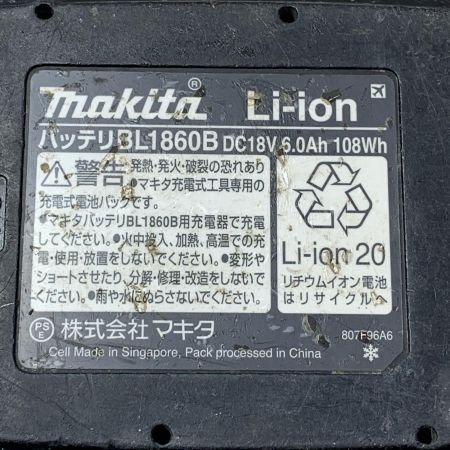 makita® Li-ion
バッテリBL1860B DC18V 6.0Ah 108Wh
⚠警告 発熱・発火・破裂の恐れあり
●マキタ充電式工具専用の
充電式電池パックです。
●マキタバッテリBL1860B用充電器で充電
してください。●火中投入、加熱、高温での充
電・使用・放置をしないでください。●変形や
ショートさせたり、分解・修理・改造をしないで
ください。●雨や水にぬらさないでください。
Li-ion 20
リチウムイオン電池
はリサイクルへ
PSE 株式会社マキタ
807F96A6
Cell Made in Singapore, Pack processed in China